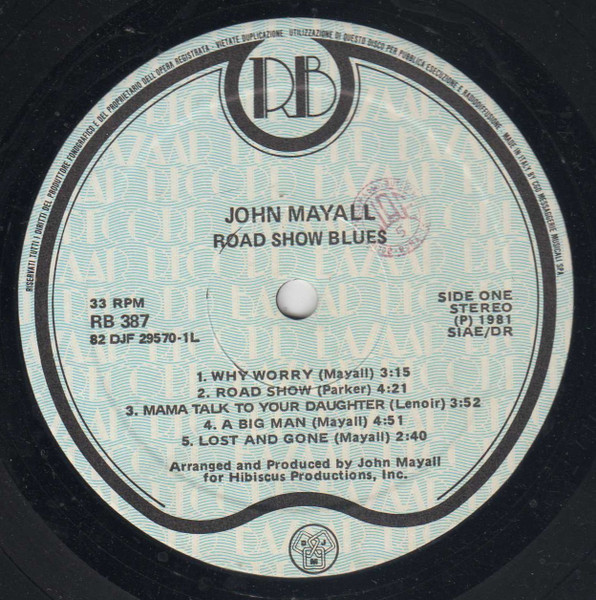 RISERVATI TUTTI I DIRITTI DEL PRODUTTORE FONOGRAFICO E DEL PROPRIETARIO DELL'OPERA REGISTRATA - VIETATE DUPLICAZIONE, UTILIZZAZIONE DI QUESTO DISCO PER PUBBLICA ESECUZIONE E RADIODIFFUSIONE. MADE IN ITALY BY CGD MESSAGGERIE MUSICALI SPA.
RB
JOHN MAYALL
ROAD SHOW BLUES
33 RPM
RB 387
82 DJF 29570-1L
SIDE ONE
STEREO
(P) 1981
SIAE/DR
1. WHY WORRY (Mayall) 3:15
2. ROAD SHOW (Parker) 4:21
3. MAMA TALK TO YOUR DAUGHTER (Lenoir) 3:52
4. A BIG MAN (Mayall) 4:51
5. LOST AND GONE (Mayall) 2:40
Arranged and Produced by John Mayall
for Hibiscus Productions, Inc.
DJM